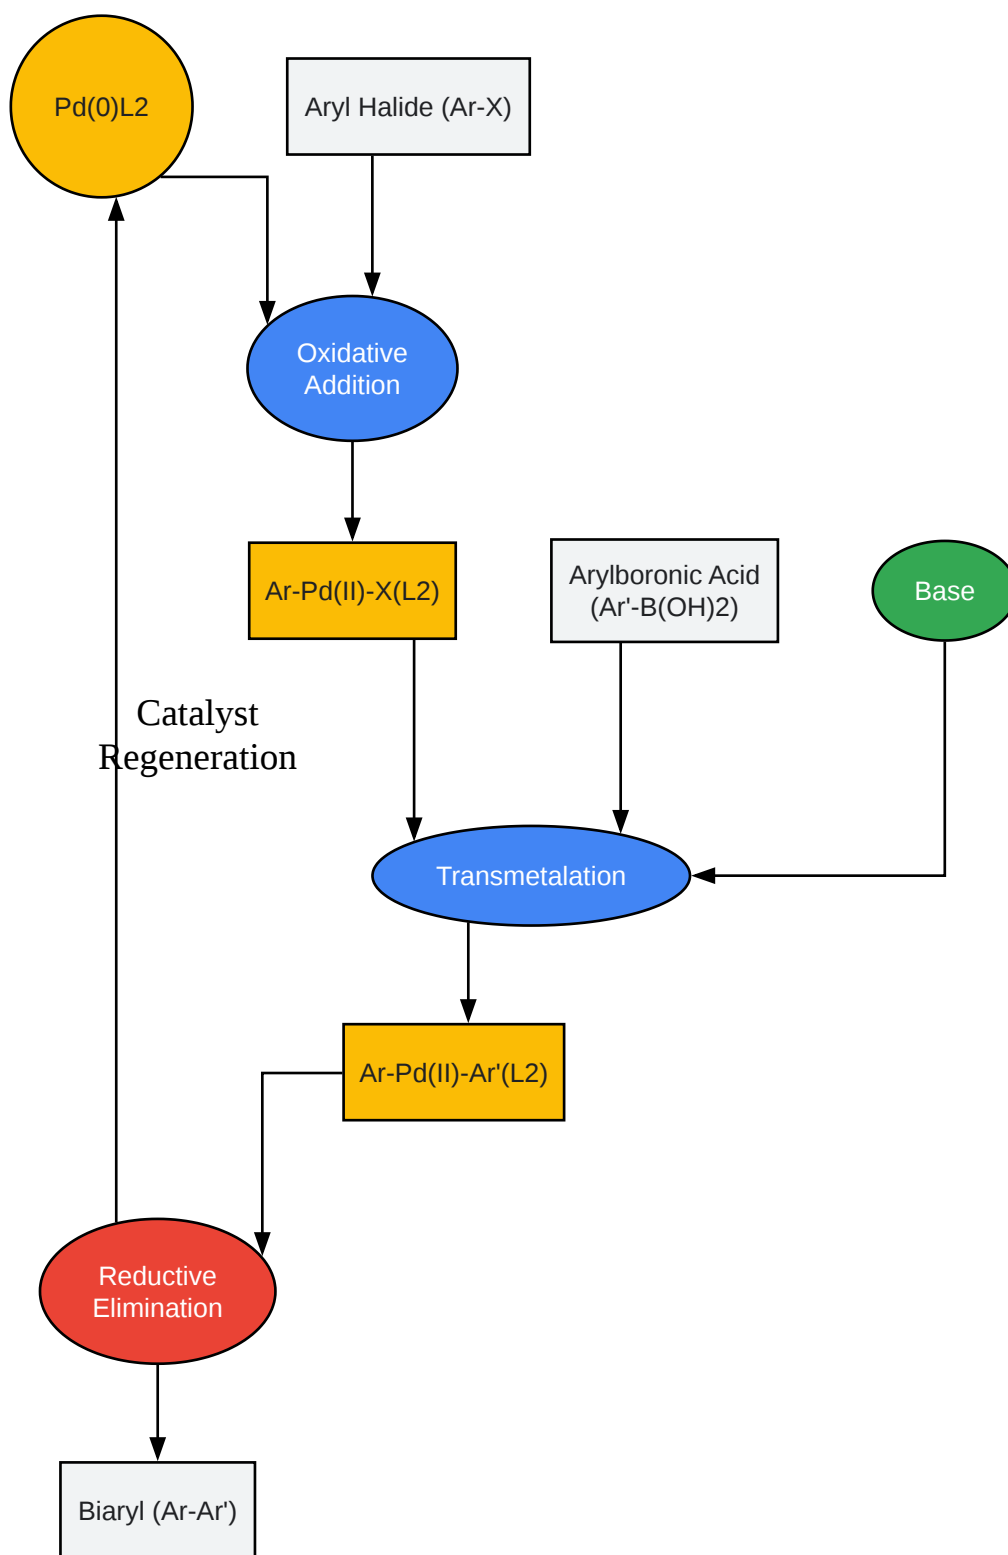 Pd(0)L2
Aryl Halide (Ar-X)
Oxidative
Addition
Ar-Pd(II)-X(L2)
Arylboronic Acid
(Ar'-B(OH)2)
Base
Catalyst
Regeneration
Transmetalation
Ar-Pd(II)-Ar'(L2)
Reductive
Elimination
Biaryl (Ar-Ar')